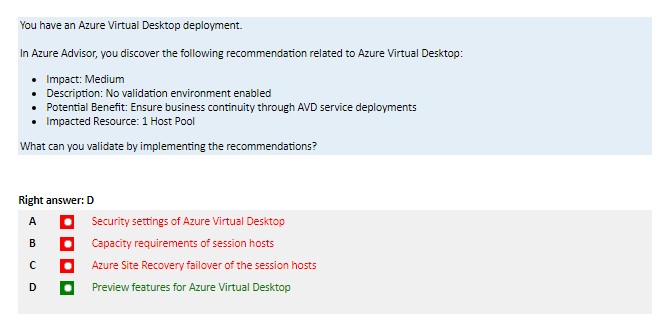 You have an Azure Virtual Desktop deployment.
In Azure Advisor, you discover the following recommendation related to Azure Virtual Desktop:
• Impact: Medium
• Description: No validation environment enabled
• Potential Benefit: Ensure business continuity through AVD service deployments
• Impacted Resource: 1 Host Pool
What can you validate by implementing the recommendations?
Right answer: D
A Security settings of Azure Virtual Desktop
B Capacity requirements of session hosts
C Azure Site Recovery failover of the session hosts
D Preview features for Azure Virtual Desktop